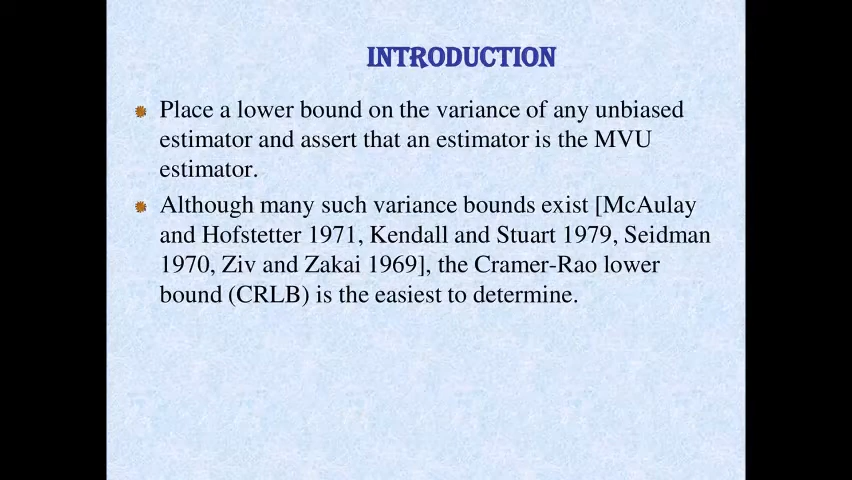 INTRODUCTION
Place a lower bound on the variance of any unbiased
estimator and assert that an estimator is the MVU
estimator.
Although many such variance bounds exist [McAulay
and Hofstetter 1971, Kendall and Stuart 1979, Seidman
1970, Ziv and Zakai 1969], the Cramer-Rao lower
bound (CRLB) is the easiest to determine.